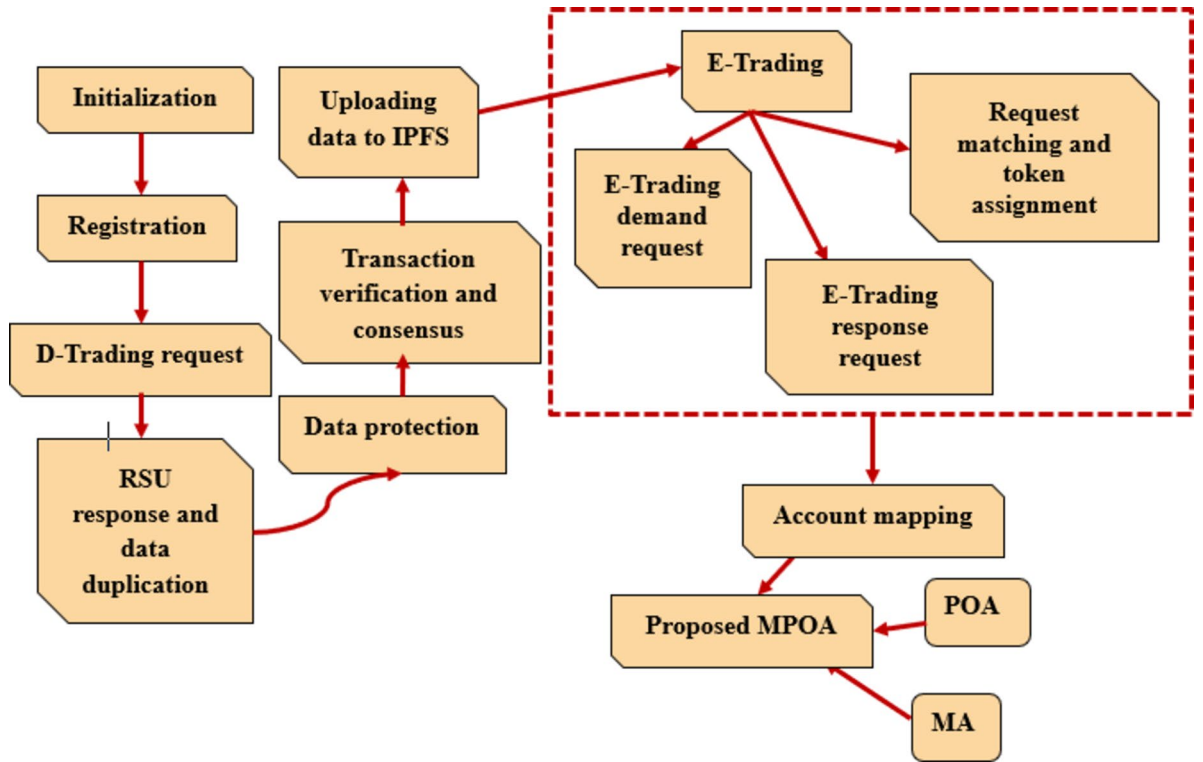 Initialization
Registration
D-Trading request
RSU
response and
data
duplication
Data protection
Transaction
verification and
consensus
Uploading
data to IPFS
E-Trading
E-Trading
demand
request
E-Trading
response
request
Request
matching and
token
assignment
Account mapping
Proposed MPOA
POA
MA